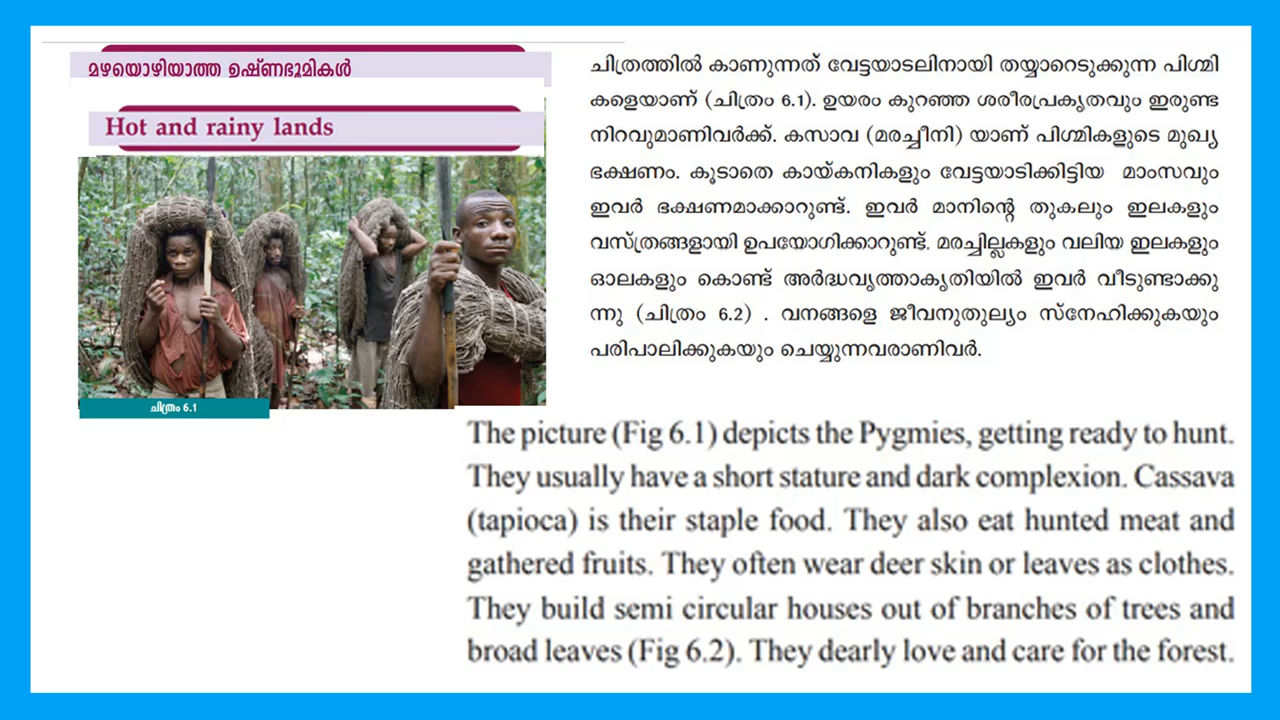 മഴയൊഴിയാത്ത ഉഷ്ണഭൂമികൾ
Hot and rainy lands
ചിത്രം 6.1
ചിത്രത്തിൽ കാണുന്നത് വേട്ടയാടലിനായി തയ്യാറെടുക്കുന്ന പിഗ്മി
കളെയാണ് (ചിത്രം 6.1). ഉയരം കുറഞ്ഞ ശരീരപ്രകൃതവും ഇരുണ്ട
നിറവുമാണിവർക്ക്. കസാവ (മരച്ചീനി) യാണ് പിഗ്മികളുടെ മുഖ്യ
ഭക്ഷണം. കൂടാതെ കായ്കനികളും വേട്ടയാടിക്കിട്ടിയ മാംസവും
ഇവർ ഭക്ഷണമാക്കാറുണ്ട്. ഇവർ മാനിന്റെ തുകലും ഇലകളും
വസ്ത്രങ്ങളായി ഉപയോഗിക്കാറുണ്ട്. മരച്ചില്ലകളും വലിയ ഇലകളും
ഓലകളും കൊണ്ട് അർദ്ധവൃത്താകൃതിയിൽ ഇവർ വീടുണ്ടാക്കു
ന്നു (ചിത്രം 6.2) . വനങ്ങളെ ജീവനുതുല്യം സ്നേഹിക്കുകയും
പരിപാലിക്കുകയും ചെയ്യുന്നവരാണിവർ.
The picture (Fig 6.1) depicts the Pygmies, getting ready to hunt.
They usually have a short stature and dark complexion. Cassava
(tapioca) is their staple food. They also eat hunted meat and
gathered fruits. They often wear deer skin or leaves as clothes.
They build semi circular houses out of branches of trees and
broad leaves (Fig 6.2). They dearly love and care for the forest.